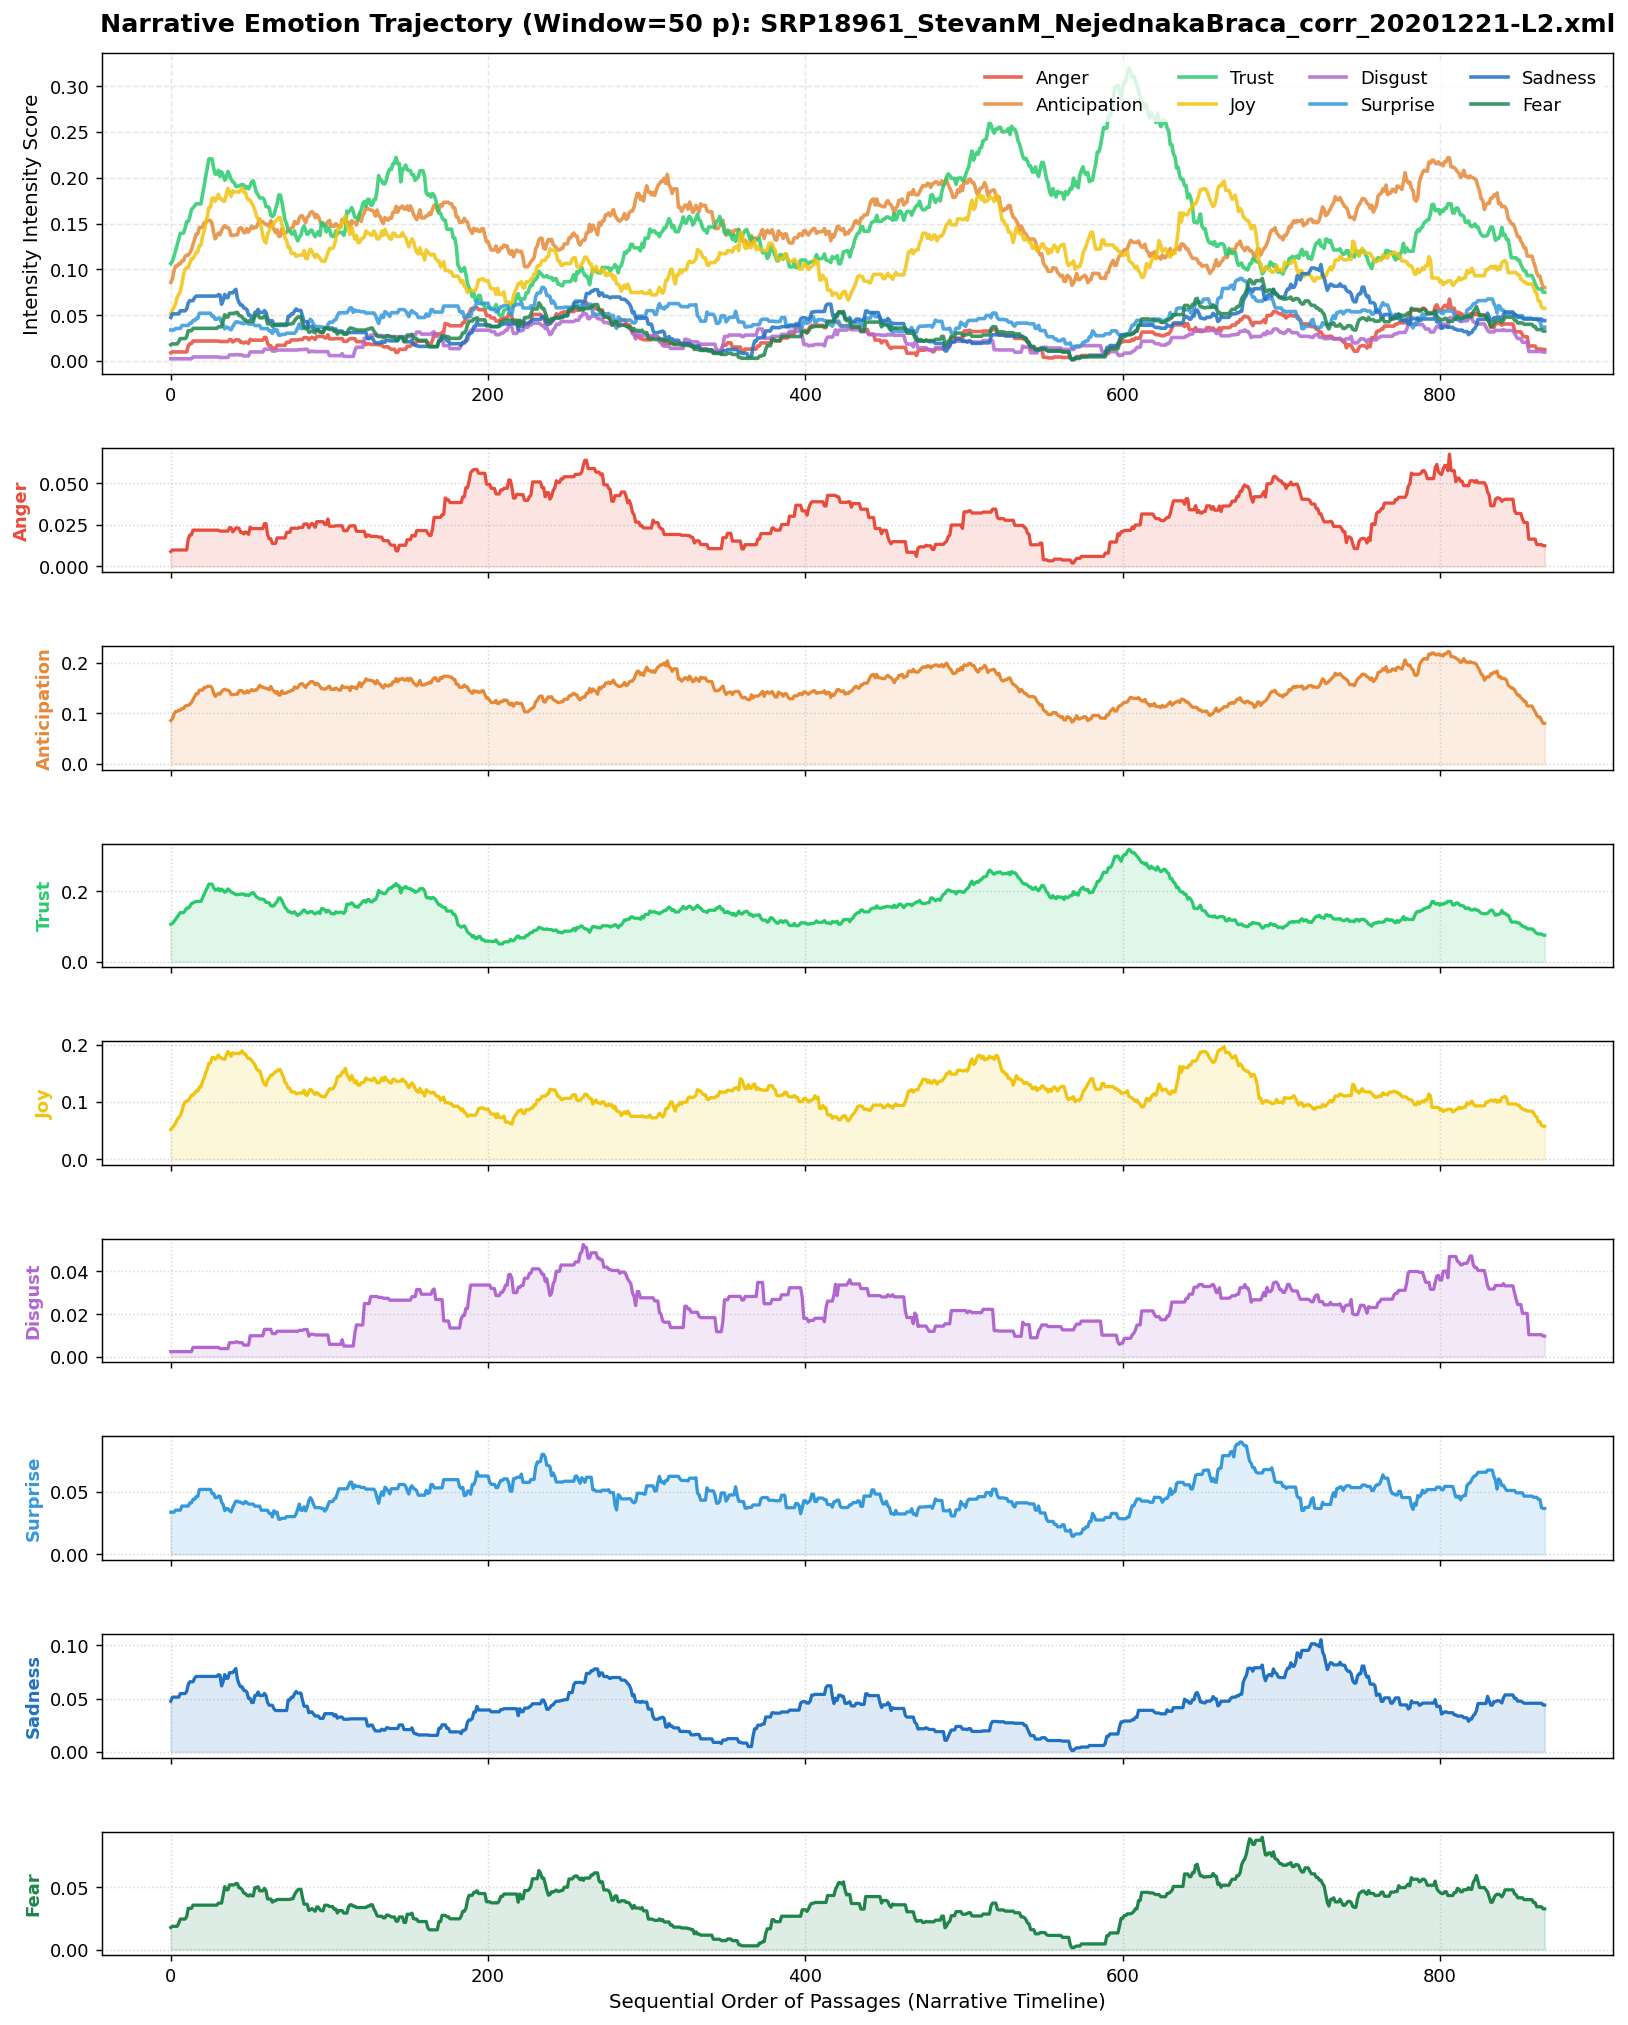 Narrative Emotion Trajectory (Window=50 p): SRP18961_StevanM_NejednakaBraca_corr_20201221-L2.xml
Intensity Intensity Score
0.30
0.25
0.20
0.15
0.10
0.05
0.00
Anger Trust Disgust Sadness
Anticipation Joy Surprise Fear
0 200 400 600 800
Anger
0.050
0.025
0.000
Anticipation
0.2
0.1
0.0
Trust
0.2
0.0
Joy
0.2
0.1
0.0
Disgust
0.04
0.02
0.00
Surprise
0.05
0.00
Sadness
0.10
0.05
0.00
Fear
0.05
0.00
0 200 400 600 800
Sequential Order of Passages (Narrative Timeline)